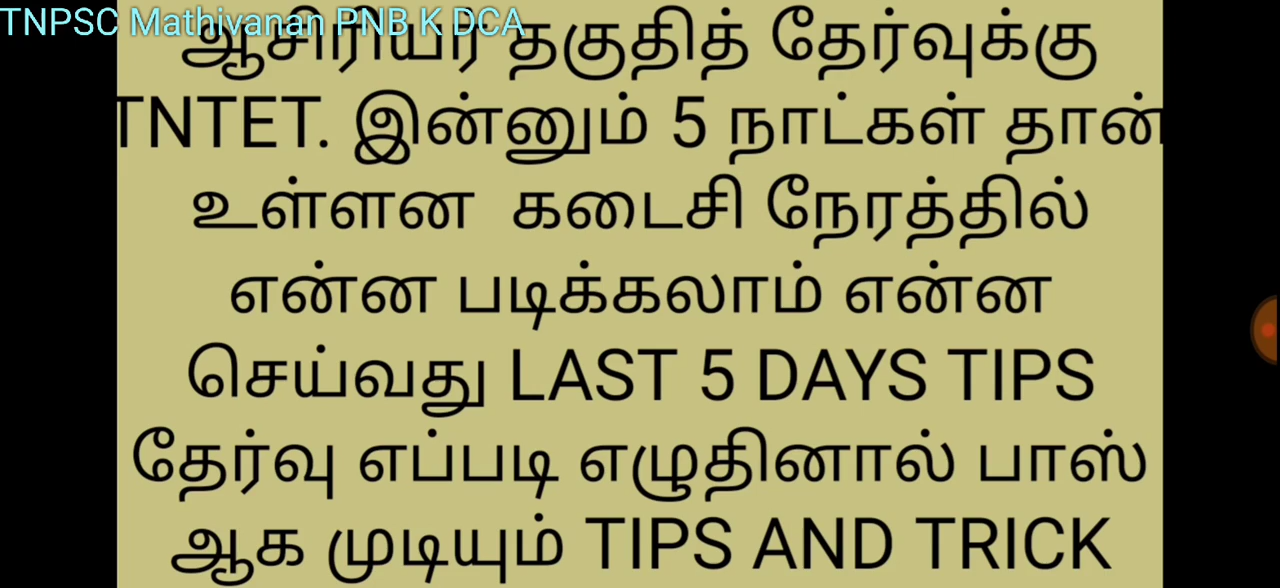 TNPSC Mathivanan PNB K DCA
ஆசிரியர் தகுதித் தேர்வுக்கு
TNTET. இன்னும் 5 நாட்கள் தான்
உள்ளன கடைசி நேரத்தில்
என்ன படிக்கலாம் என்ன
செய்வது LAST 5 DAYS TIPS
தேர்வு எப்படி எழுதினால் பாஸ்
ஆக முடியும் TIPS AND TRICK